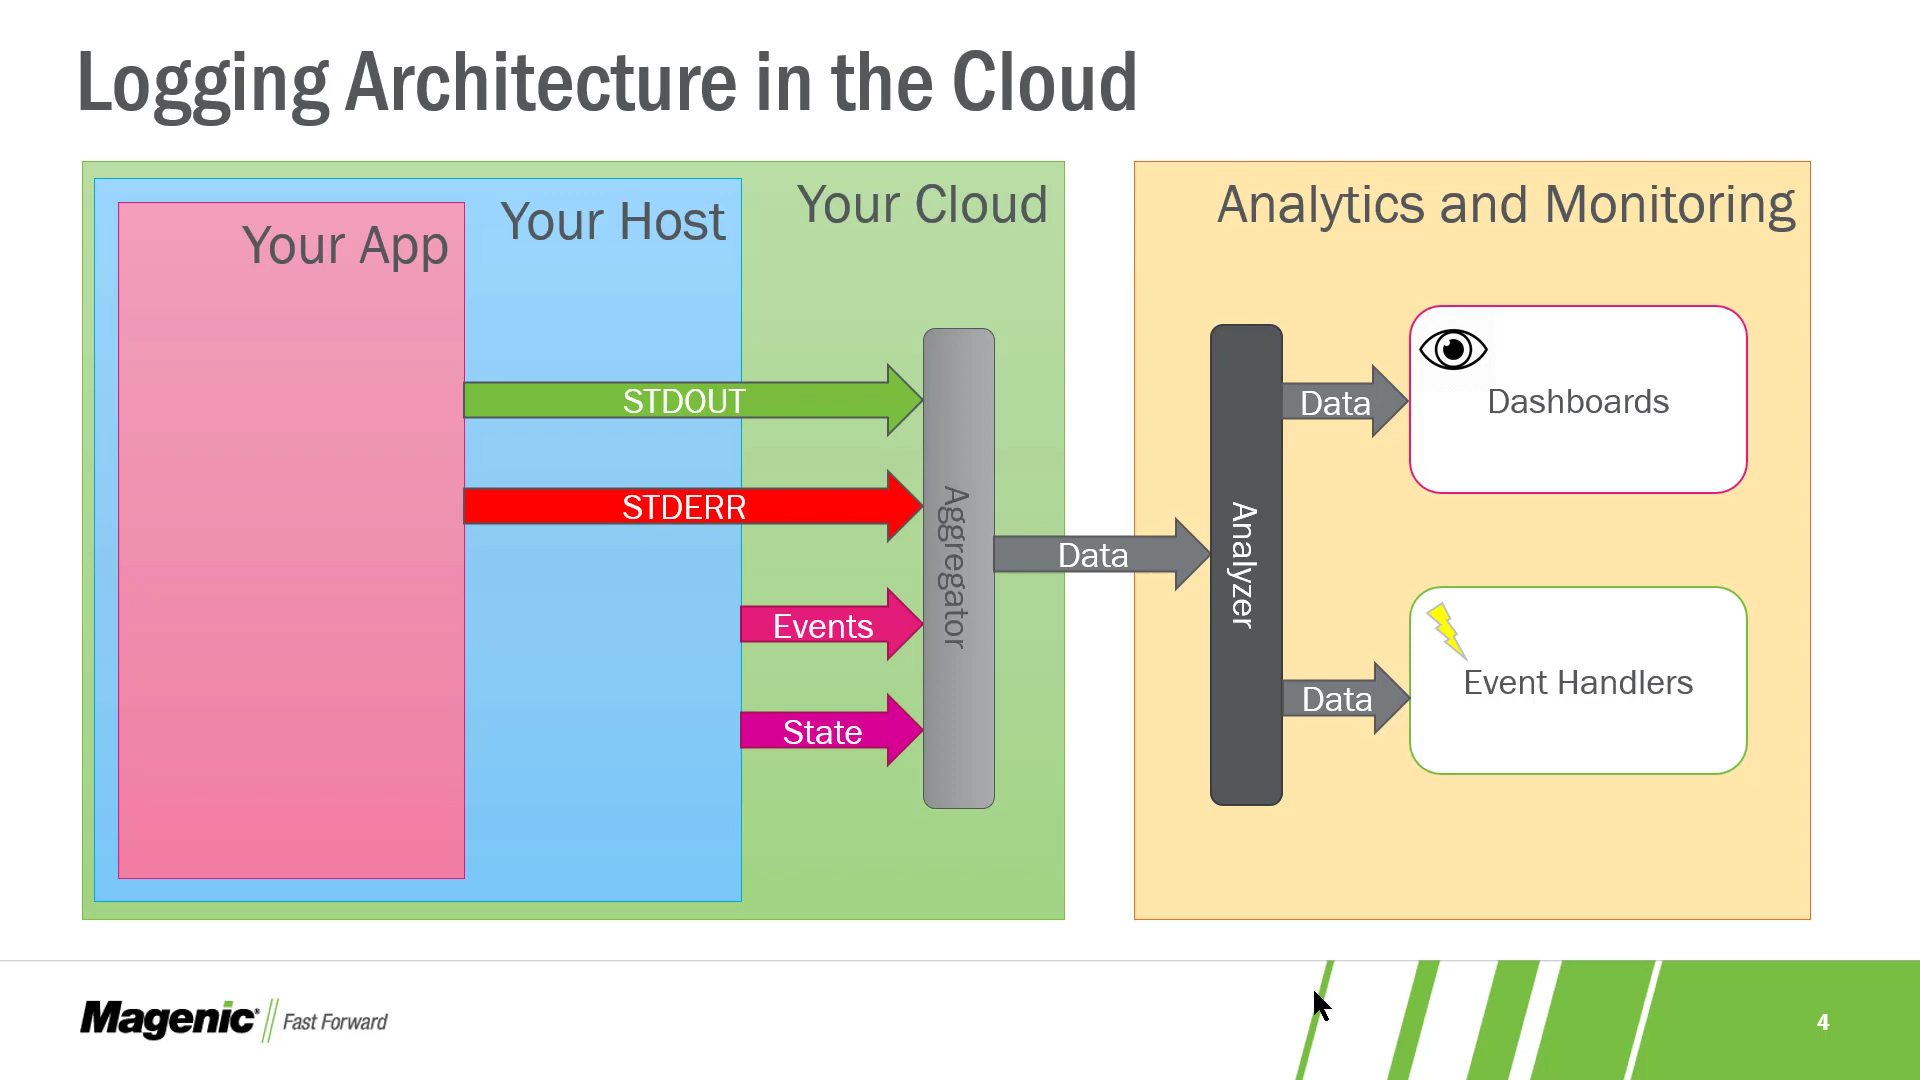 Logging Architecture in the Cloud
Your App
Your Host
Your Cloud
STDOUT
STDERR
Events
State
Aggregator
Data
Analytics and Monitoring
Analyzer
Data
Dashboards
Data
Event Handlers
Magenic Fast Forward
4